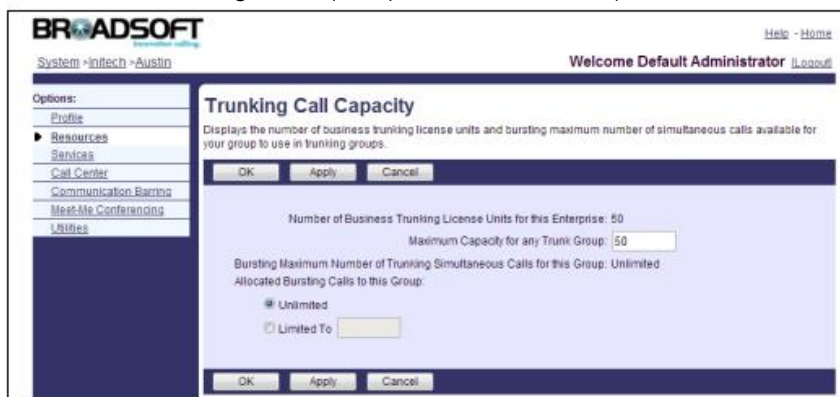 BROADSOFT
innovation calling
Help - Home
System >Initech >Austin
Welcome Default Administrator [Logout]
Options:
Profile
Resources
Services
Call Center
Communication Barring
Meet-Me Conferencing
Utilities
Trunking Call Capacity
Displays the number of business trunking license units and bursting maximum number of simultaneous calls available for
your group to use in trunking groups.
OK Apply Cancel
Number of Business Trunking License Units for this Enterprise: 50
Maximum Capacity for any Trunk Group: 50
Bursting Maximum Number of Trunking Simultaneous Calls for this Group: Unlimited
Allocated Bursting Calls to this Group:
Unlimited
Limited To
OK Apply Cancel